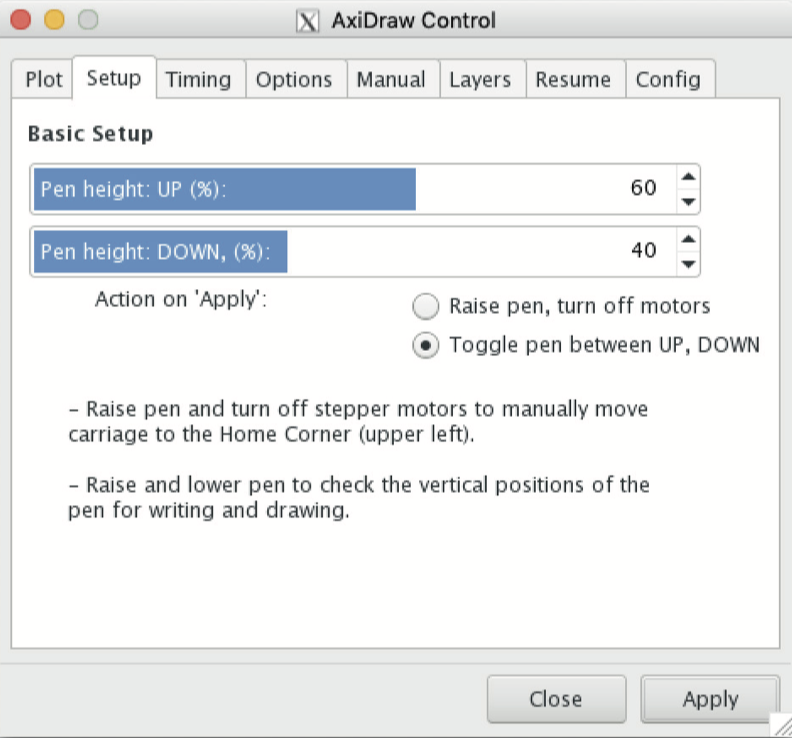 AxiDraw Control
Plot Setup Timing Options Manual Layers Resume Config
Basic Setup
Pen height: UP (%): 60
Pen height: DOWN, (%): 40
Action on 'Apply':
Raise pen, turn off motors
Toggle pen between UP, DOWN
– Raise pen and turn off stepper motors to manually move
carriage to the Home Corner (upper left).
– Raise and lower pen to check the vertical positions of the
pen for writing and drawing.
Close Apply